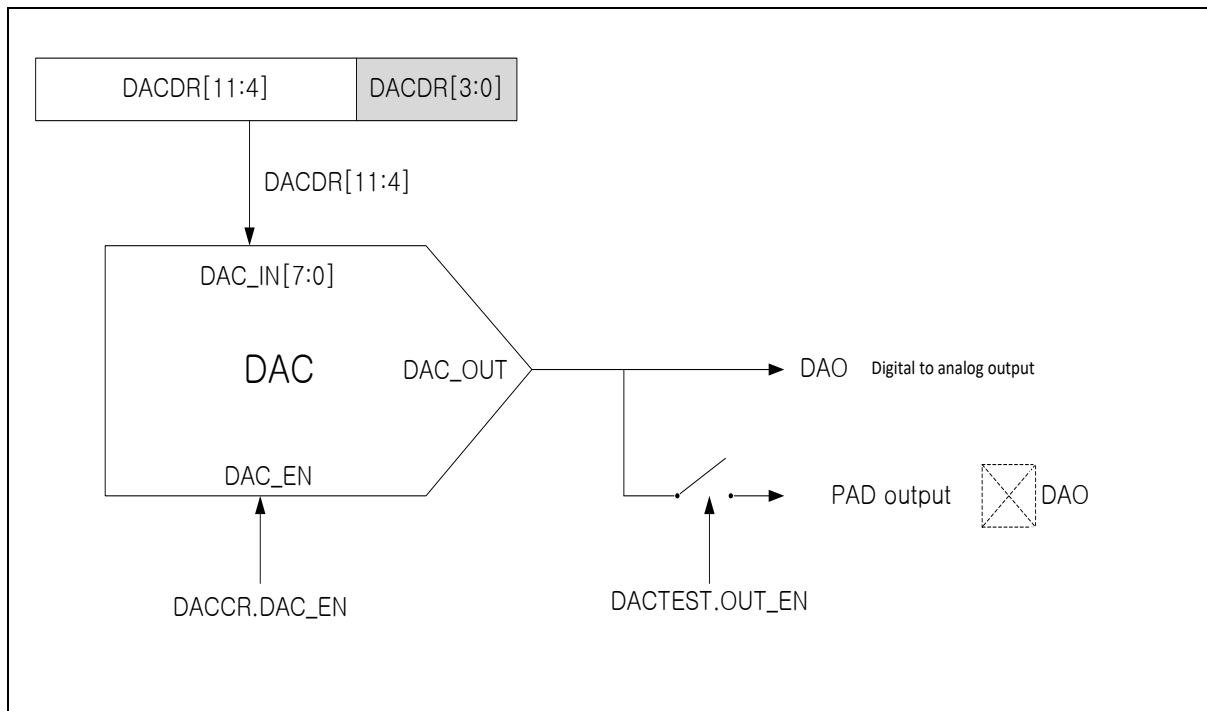 DACDR[11:4]
DACDR[3:0]
DACDR[11:4]
DAC_IN[7:0]
DAC
DAC_OUT
DAO
Digital to analog output
DAC_EN
PAD output
DAO
DACCR.DAC_EN
DACTEST.OUT_EN